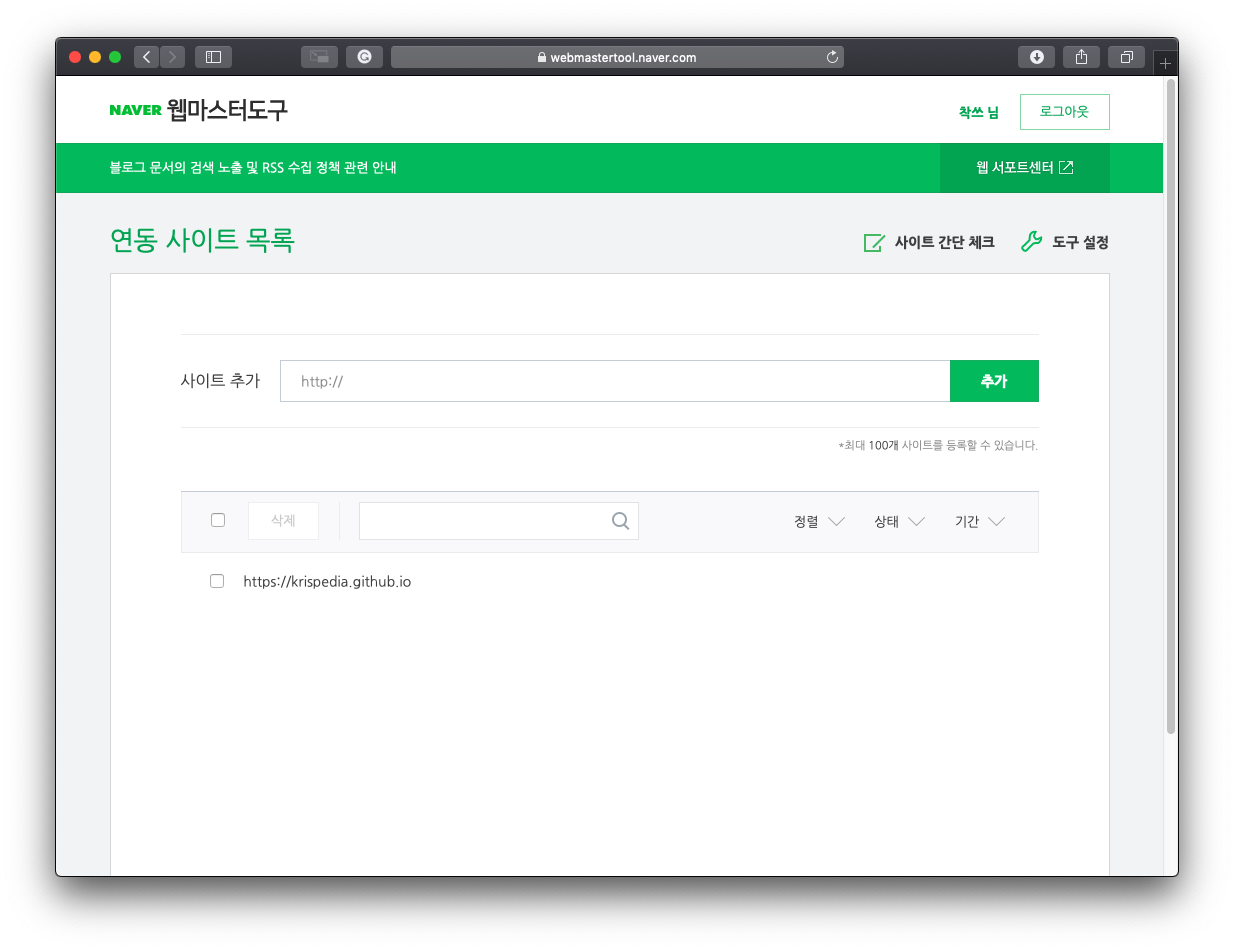 webmastertool.naver.com
NAVER 웹마스터도구
착쓰 님
로그아웃
블로그 문서의 검색 노출 및 RSS 수집 정책 관련 안내
웹 서포트센터
연동 사이트 목록
사이트 간단 체크
도구 설정
사이트 추가
http://
추가
*최대 100개 사이트를 등록할 수 있습니다.
삭제
정렬
상태
기간
https://krispedia.github.io